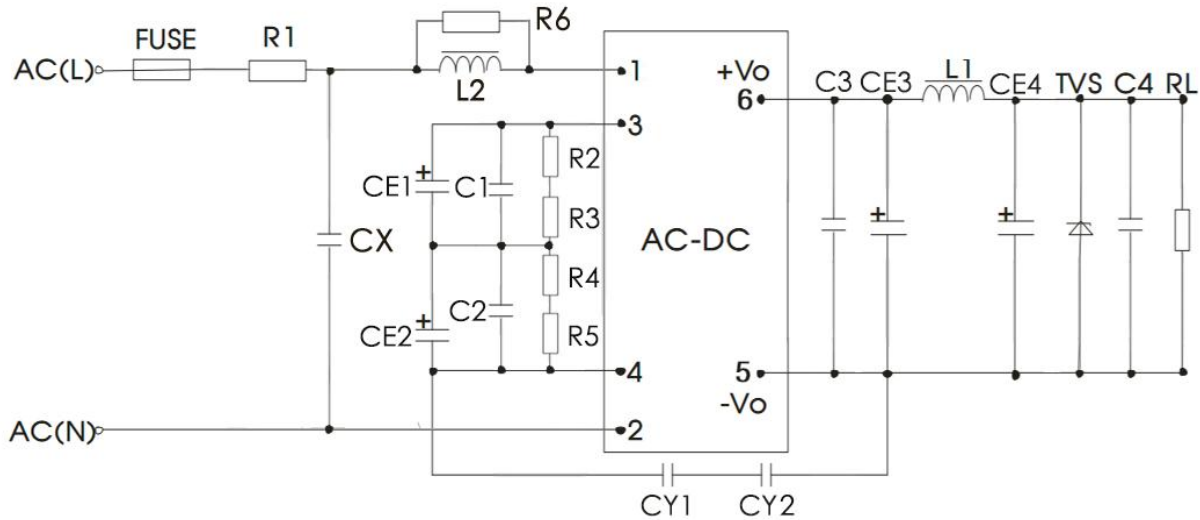 R6
FUSE
R1
AC(L)
L2
1
+Vo
6
C3
CE3
L1
CE4
TVS
C4
RL
3
R2
+
CE1
C1
R3
CX
AC-DC
+
+
R4
C2
+
CE2
R5
4
5
-Vo
AC(N)
2
CY1
CY2